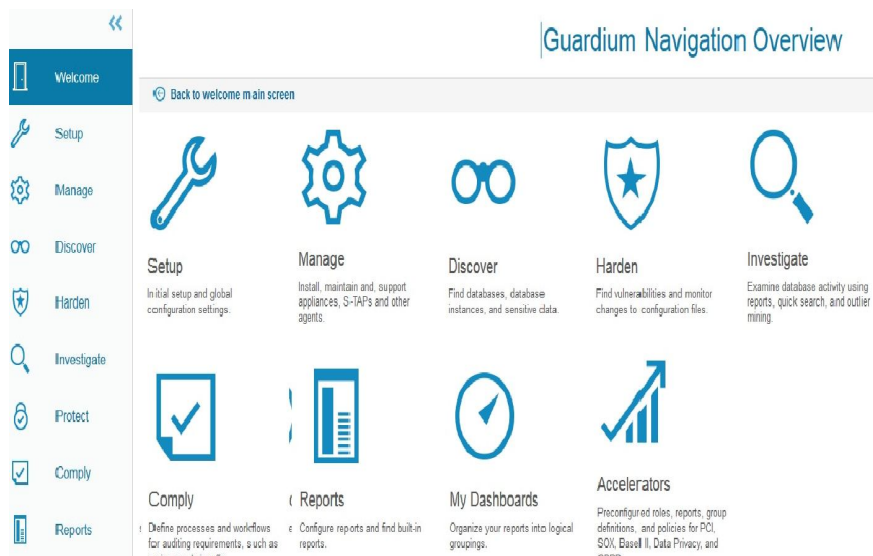 Guardium Navigation Overview
Welcome
Back to welcome main screen
Setup
Manage
Discover
Harden
Investigate
Protect
Comply
Reports
Setup
Initial setup and global
configuration settings.
Manage
Install, maintain and, support
appliances, S-TAPs and other
agents.
Discover
Find databases, database
instances, and sensitive data.
Harden
Find vulnerabilities and monitor
changes to configuration files.
Investigate
Examine database activity using
reports, quick search, and outlier
mining.
Comply
Define processes and workflows
for auditing requirements, such as
Reports
Configure reports and find built-in
reports.
My Dashboards
Organize your reports into logical
groupings.
Accelerators
Preconfigured roles, reports, group
definitions, and policies for PCI,
SOX, Basell II, Data Privacy, and